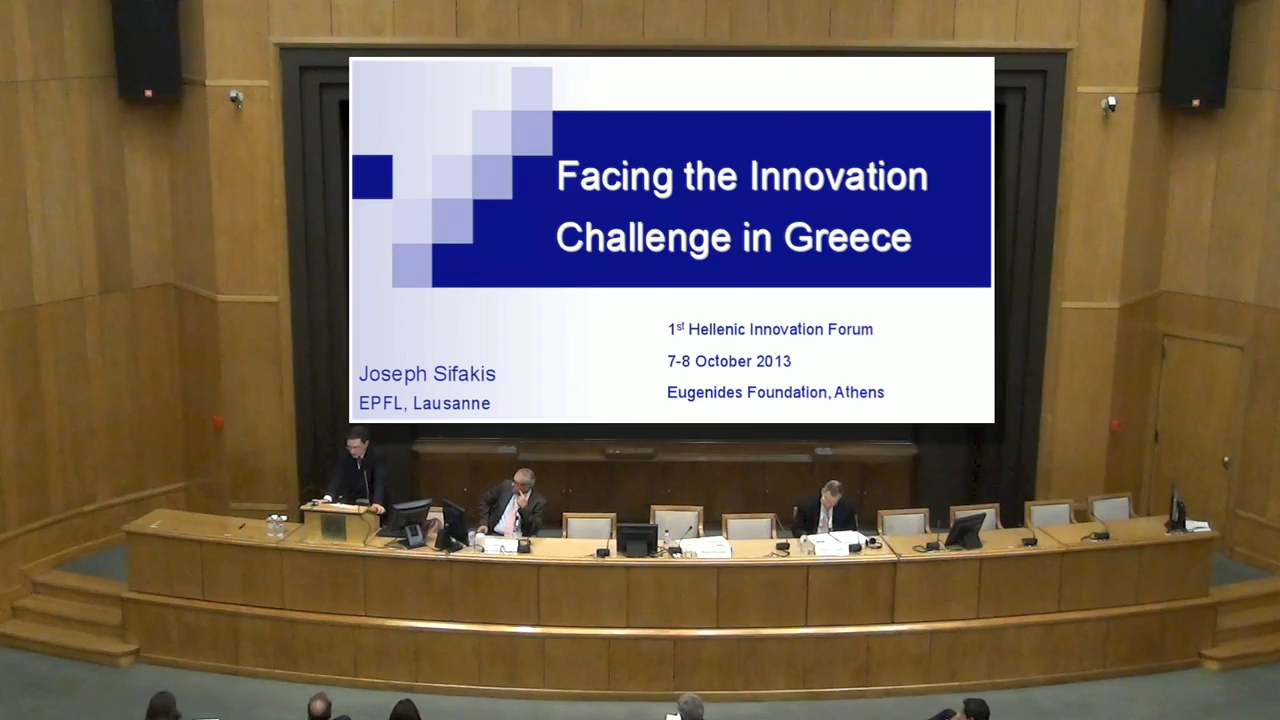 Facing the Innovation
Challenge in Greece
1st Hellenic Innovation Forum
7-8 October 2013
Eugenides Foundation, Athens
Joseph Sifakis
EPFL, Lausanne